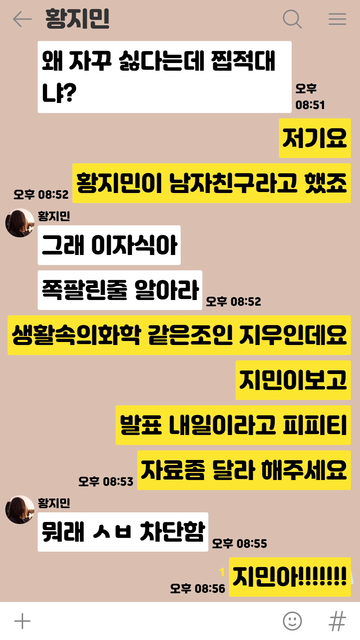 황지민
왜 자꾸 싫다는데 찝적대
냐?
오후
08:51
저기요
황지민이 남자친구라고 했죠
오후 08:52
황지민
그래 이자식아
쪽팔린줄 알아라
오후 08:52
생활속의화학 같은조인 지우인데요
지민이보고
발표 내일이라고 피피티
자료좀 달라 해주세요
오후 08:53
황지민
뭐래 ㅅㅂ 차단함
오후 08:55
1
지민아!!!!!!!
오후 08:56